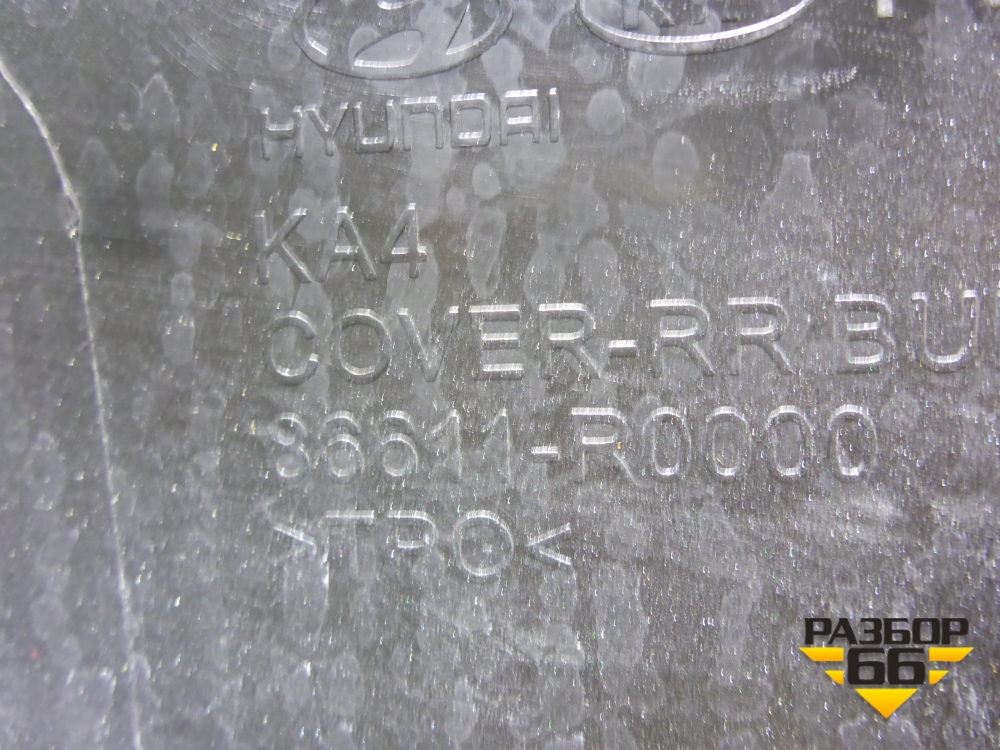 HYUNDAI
KA4
COVER-RR BU
86611-R0000
>TPO<
РАЗБОР
66